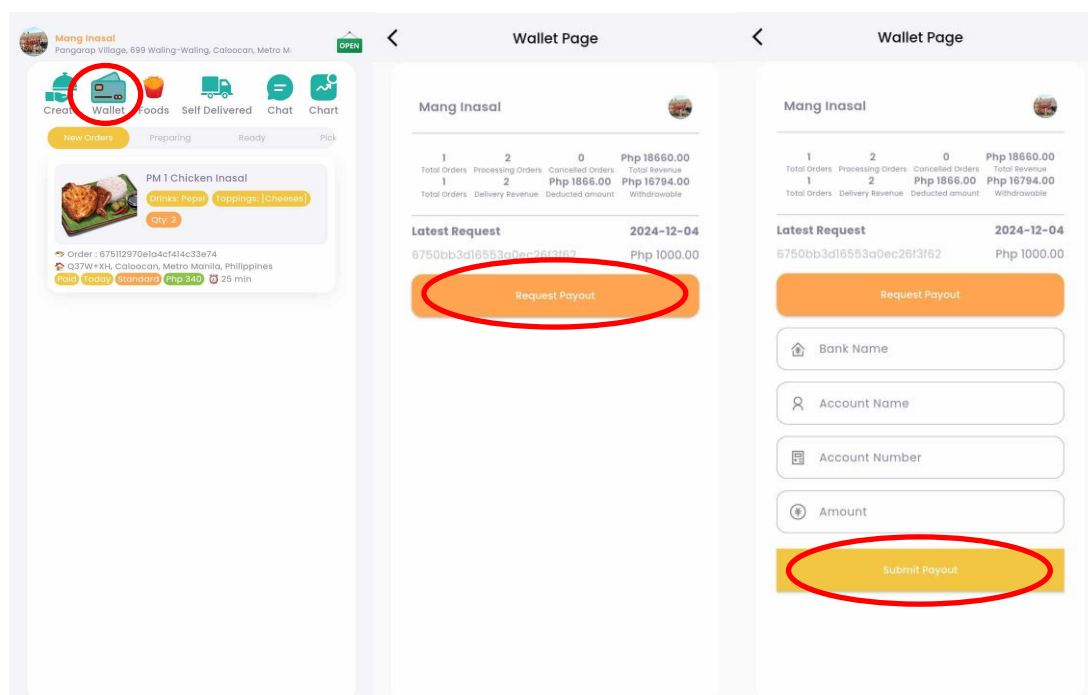 Mang Inasal
Pangarap Village, 699 Waling-Waling, Caloocan, Metro M
OPEN
Create Wallet Foods Self Delivered Chat Chart
New Orders Preparing Ready Pick
PM 1 Chicken Inasal
Drinks: Pepsi Toppings: [Cheeses]
Qty: 2
Order : 675112970e1a4cf414c33e74
Q37W+XH, Caloocan, Metro Manila, Philippines
Paid Today Standard Php 340 25 min
Wallet Page
Mang Inasal
1 2 0 Php 18660.00
Total Orders Processing Orders Cancelled Orders Total Revenue
1 2 Php 1866.00 Php 16794.00
Total Orders Delivery Revenue Deducted amount Withdrawable
Latest Request 2024-12-04
6750bb3d16553a0ec26f3f62 Php 1000.00
Request Payout
Wallet Page
Mang Inasal
1 2 0 Php 18660.00
Total Orders Processing Orders Cancelled Orders Total Revenue
1 2 Php 1866.00 Php 16794.00
Total Orders Delivery Revenue Deducted amount Withdrawable
Latest Request 2024-12-04
6750bb3d16553a0ec26f3f62 Php 1000.00
Request Payout
Bank Name
Account Name
Account Number
Amount
Submit Payout